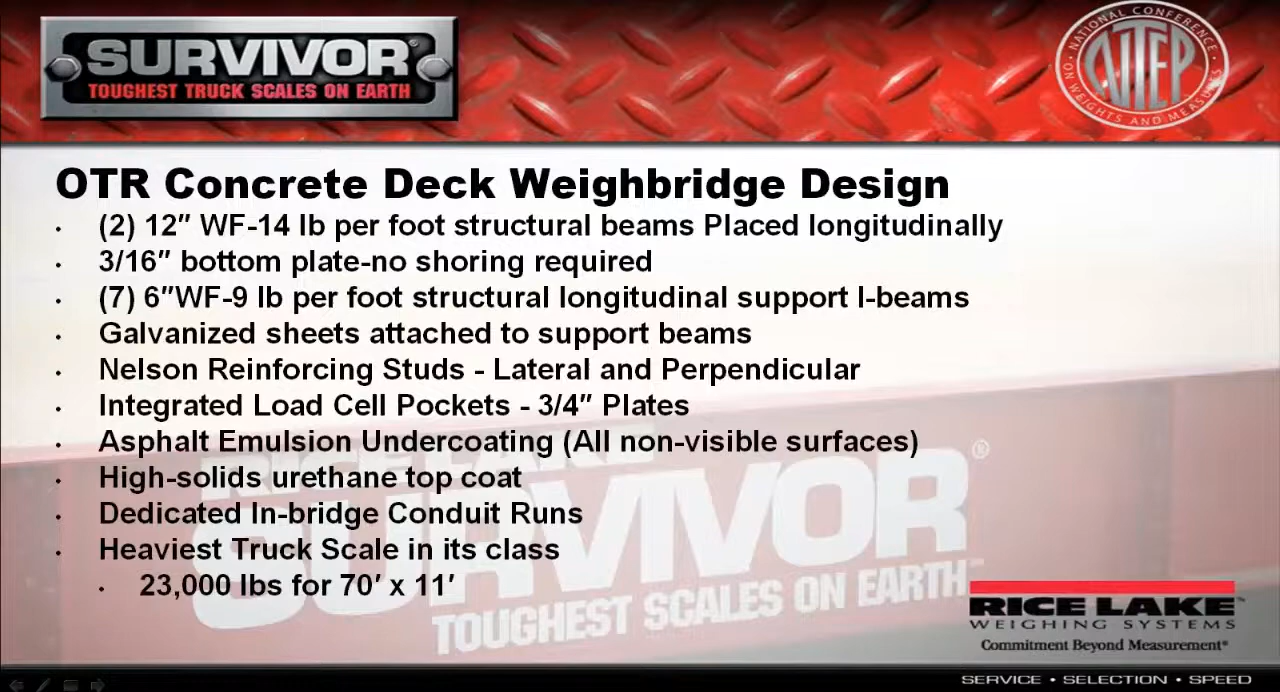 SURVIVOR®
TOUGHEST TRUCK SCALES ON EARTH
NATIONAL CONFERENCE
NTEP
ON WEIGHTS AND MEASURES
OTR Concrete Deck Weighbridge Design
• (2) 12″ WF-14 lb per foot structural beams Placed longitudinally
• 3/16″ bottom plate-no shoring required
• (7) 6″WF-9 lb per foot structural longitudinal support I-beams
• Galvanized sheets attached to support beams
• Nelson Reinforcing Studs - Lateral and Perpendicular
• Integrated Load Cell Pockets - 3/4″ Plates
• Asphalt Emulsion Undercoating (All non-visible surfaces)
• High-solids urethane top coat
• Dedicated In-bridge Conduit Runs
• Heaviest Truck Scale in its class
• 23,000 lbs for 70′ x 11′
RICE LAKE
SURVIVOR®
TOUGHEST SCALES ON EARTH™
RICE LAKE™
WEIGHING SYSTEMS
Commitment Beyond Measurement®
SERVICE • SELECTION • SPEED